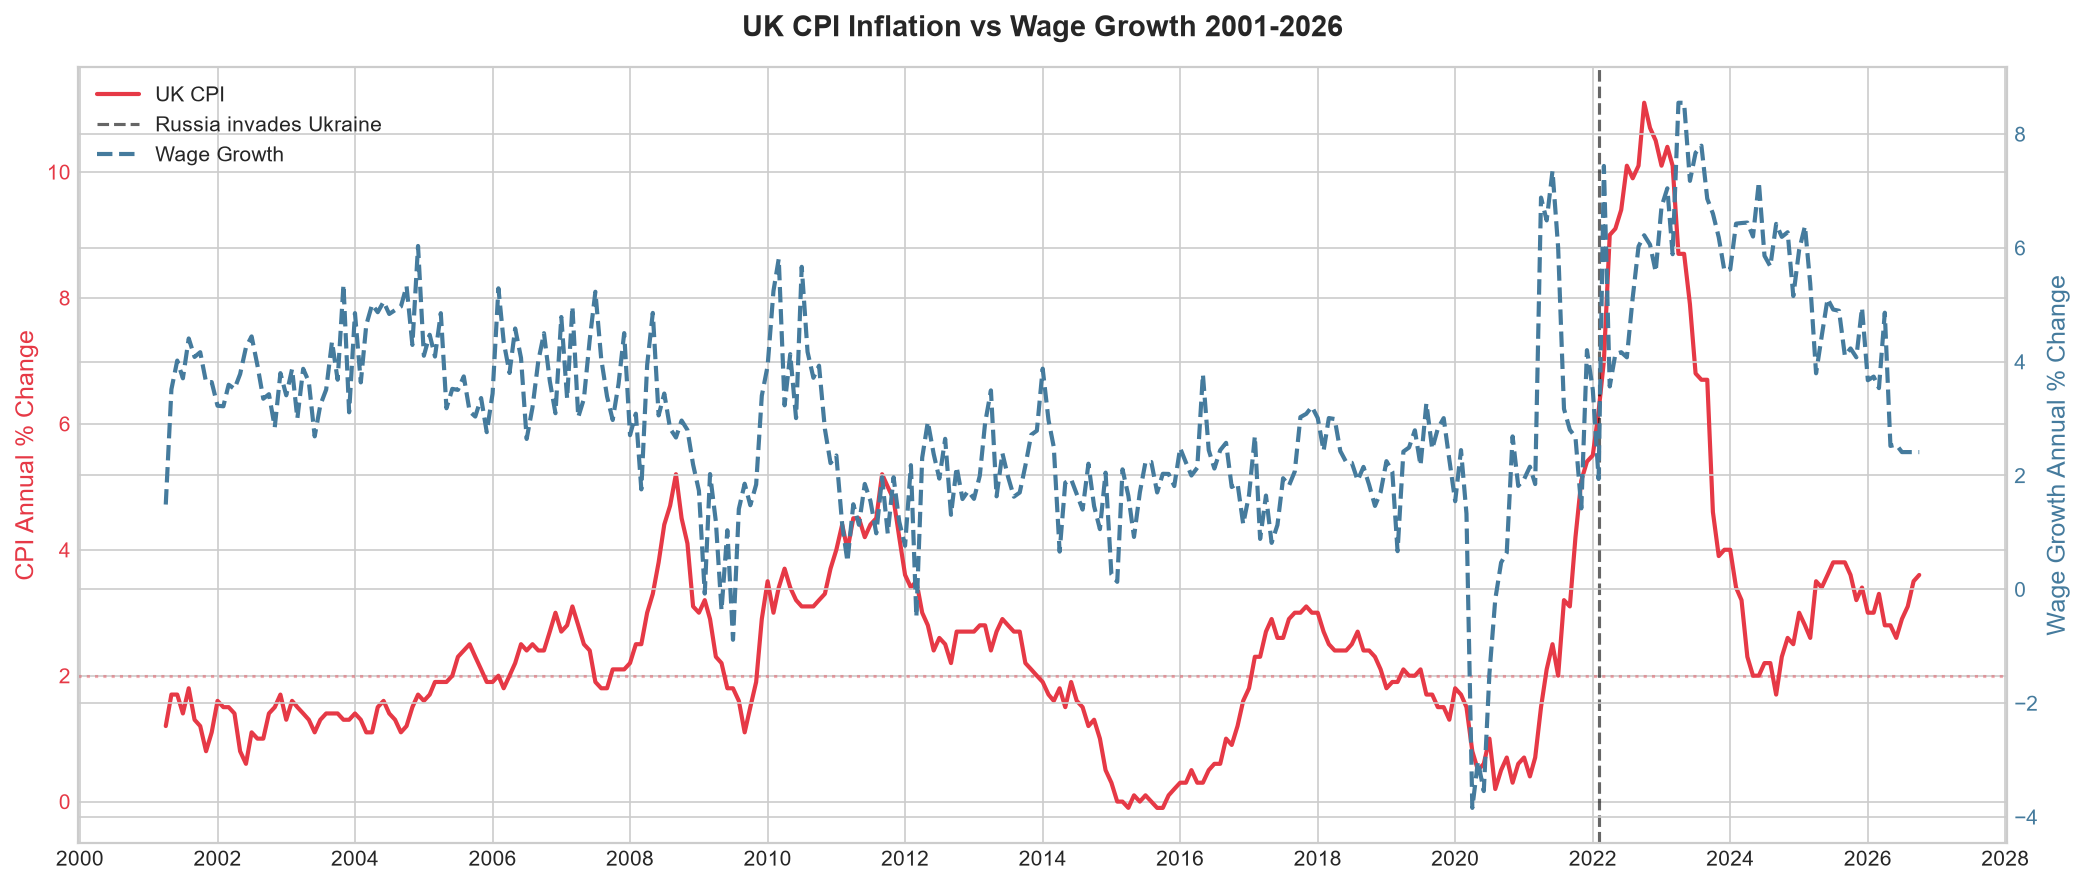 UK CPI Inflation vs Wage Growth 2001-2026
UK CPI
Russia invades Ukraine
Wage Growth
CPI Annual % Change
10
8
6
4
2
0
Wage Growth Annual % Change
8
6
4
2
0
−2
−4
2000 2002 2004 2006 2008 2010 2012 2014 2016 2018 2020 2022 2024 2026 2028